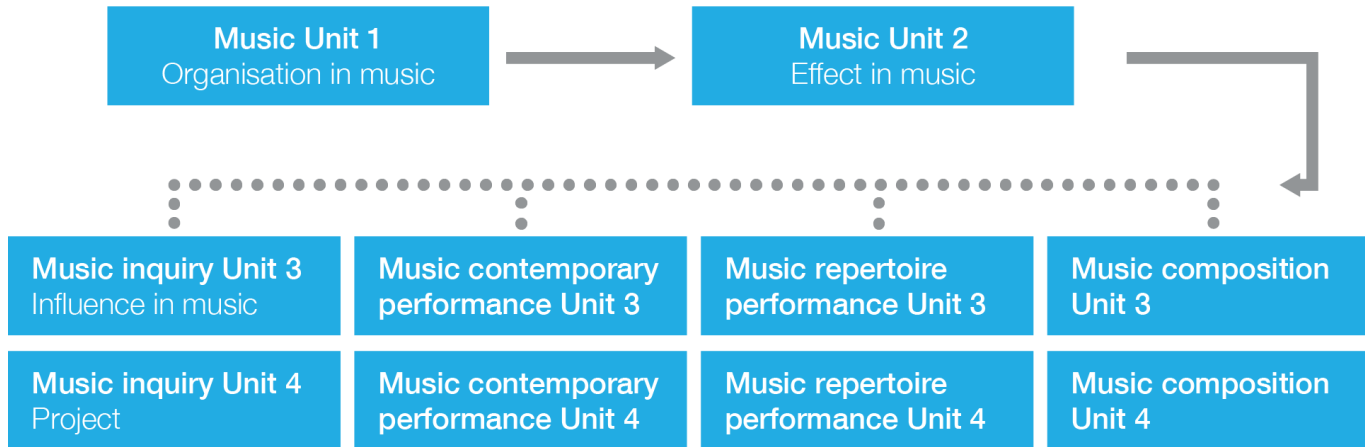 Music Unit 1
Organisation in music
Music Unit 2
Effect in music
Music inquiry Unit 3
Influence in music
Music contemporary
performance Unit 3
Music repertoire
performance Unit 3
Music composition
Unit 3
Music inquiry Unit 4
Project
Music contemporary
performance Unit 4
Music repertoire
performance Unit 4
Music composition
Unit 4